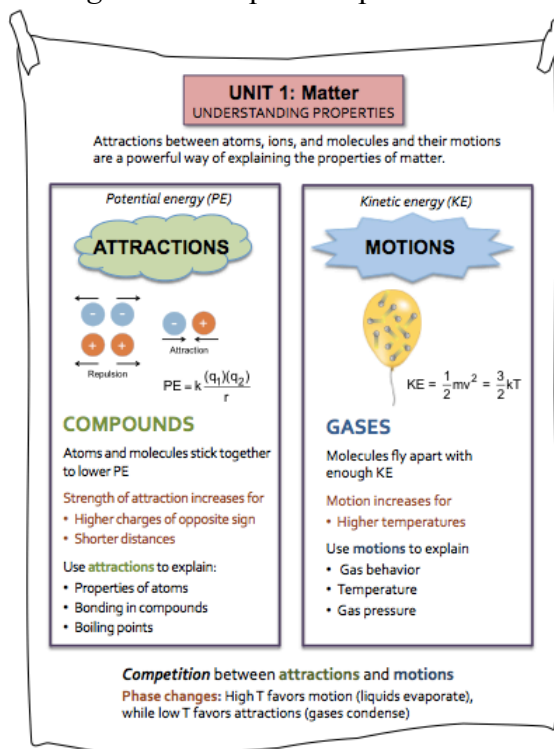 UNIT 1: Matter
UNDERSTANDING PROPERTIES
Attractions between atoms, ions, and molecules and their motions
are a powerful way of explaining the properties of matter.
Potential energy (PE)
ATTRACTIONS
- -
+ +
Repulsion
- +
Attraction
PE = k (q₁)(q₂) / r
COMPOUNDS
Atoms and molecules stick together
to lower PE
Strength of attraction increases for
• Higher charges of opposite sign
• Shorter distances
Use attractions to explain:
• Properties of atoms
• Bonding in compounds
• Boiling points
Kinetic energy (KE)
MOTIONS
KE = 1/2 mv² = 3/2 kT
GASES
Molecules fly apart with
enough KE
Motion increases for
• Higher temperatures
Use motions to explain
• Gas behavior
• Temperature
• Gas pressure
Competition between attractions and motions
Phase changes: High T favors motion (liquids evaporate),
while low T favors attractions (gases condense)